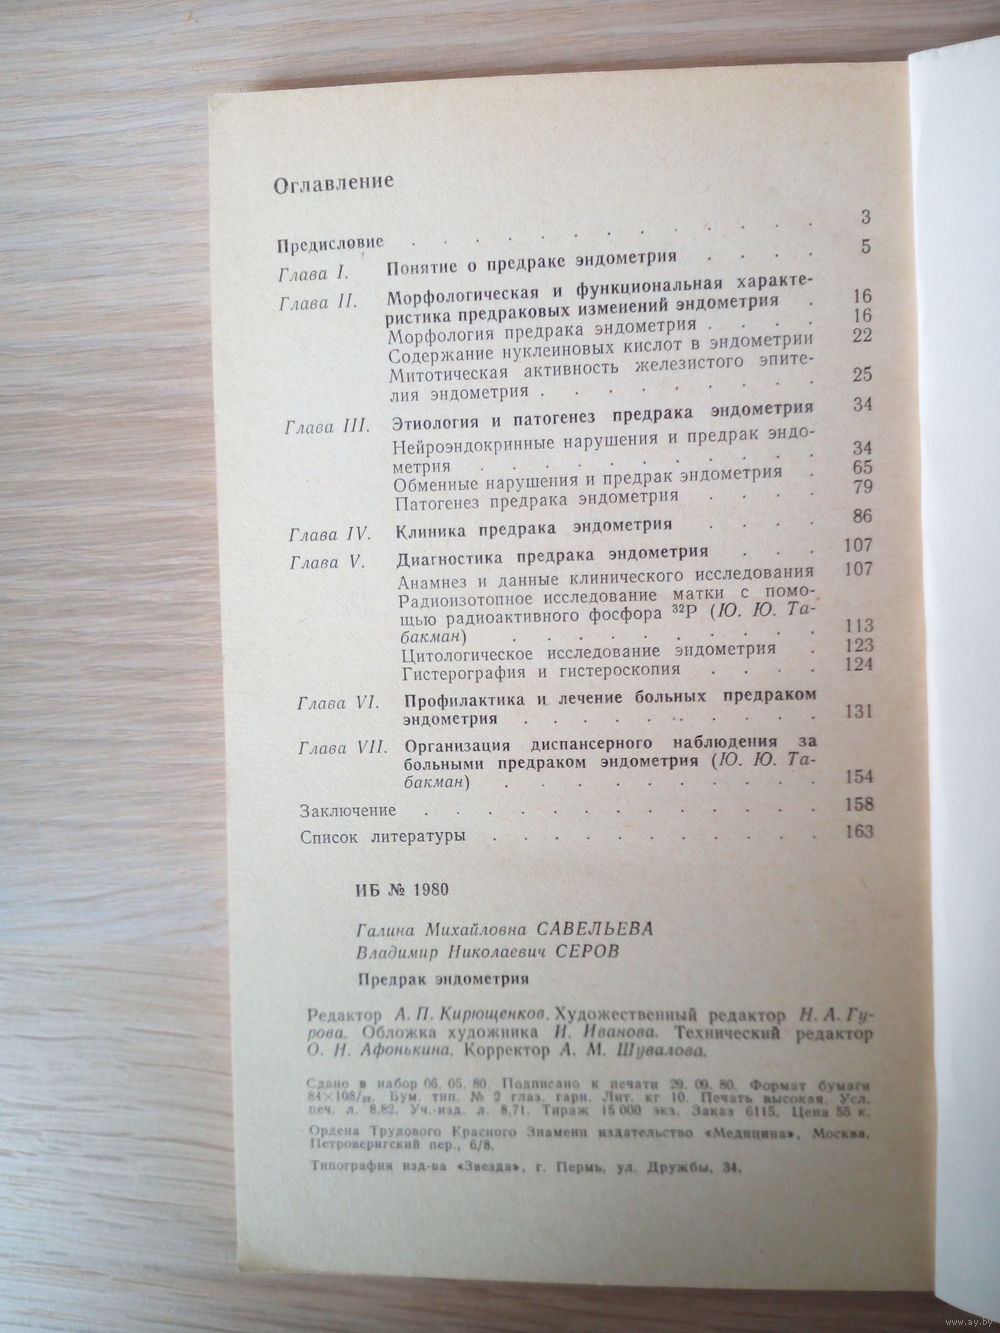 Оглавление
Предисловие . . . . . . . . . . . . . 3
Глава I. Понятие о предраке эндометрия . . . . 5
Глава II. Морфологическая и функциональная характе-
ристика предраковых изменений эндометрия . 16
Морфология предрака эндометрия . . . . 16
Содержание нуклеиновых кислот в эндометрии 22
Митотическая активность железистого эпите-
лия эндометрия . . . . . . . . 25
Глава III. Этиология и патогенез предрака эндометрия 34
Нейроэндокринные нарушения и предрак эндо-
метрия . . . . . . . . . . . 34
Обменные нарушения и предрак эндометрия . 65
Патогенез предрака эндометрия . . . . 79
Глава IV. Клиника предрака эндометрия . . . . 86
Глава V. Диагностика предрака эндометрия . . . 107
Анамнез и данные клинического исследования 107
Радиоизотопное исследование матки с помо-
щью радиоактивного фосфора ³²P (Ю. Ю. Та-
бакман) . . . . . . . . . . 113
Цитологическое исследование эндометрия . 123
Гистерография и гистероскопия . . . . 124
Глава VI. Профилактика и лечение больных предраком
эндометрия . . . . . . . . . . 131
Глава VII. Организация диспансерного наблюдения за
больными предраком эндометрия (Ю. Ю. Та-
бакман) . . . . . . . . . . 154
Заключение . . . . . . . . . . . . . 158
Список литературы . . . . . . . . . . . 163
ИБ № 1980
Галина Михайловна САВЕЛЬЕВА
Владимир Николаевич СЕРОВ
Предрак эндометрия
Редактор А. П. Кирющенков. Художественный редактор Н. А. Гу-
рова. Обложка художника И. Иванова. Технический редактор
О. Н. Афонькина. Корректор А. М. Шувалова.
Сдано в набор 06. 05. 80. Подписано к печати 29. 09. 80. Формат бумаги
84×108/₃₂. Бум. тип. № 2 глаз. гарн. Лит. кг 10. Печать высокая. Усл.
печ. л. 8,82. Уч.-изд. л. 8,71. Тираж 15 000 экз. Заказ 6115. Цена 55 к.
Ордена Трудового Красного Знамени издательство «Медицина», Москва,
Петроверигский пер., 6/8.
Типография изд-ва «Звезда», г. Пермь, ул. Дружбы, 34.
www.ay.by